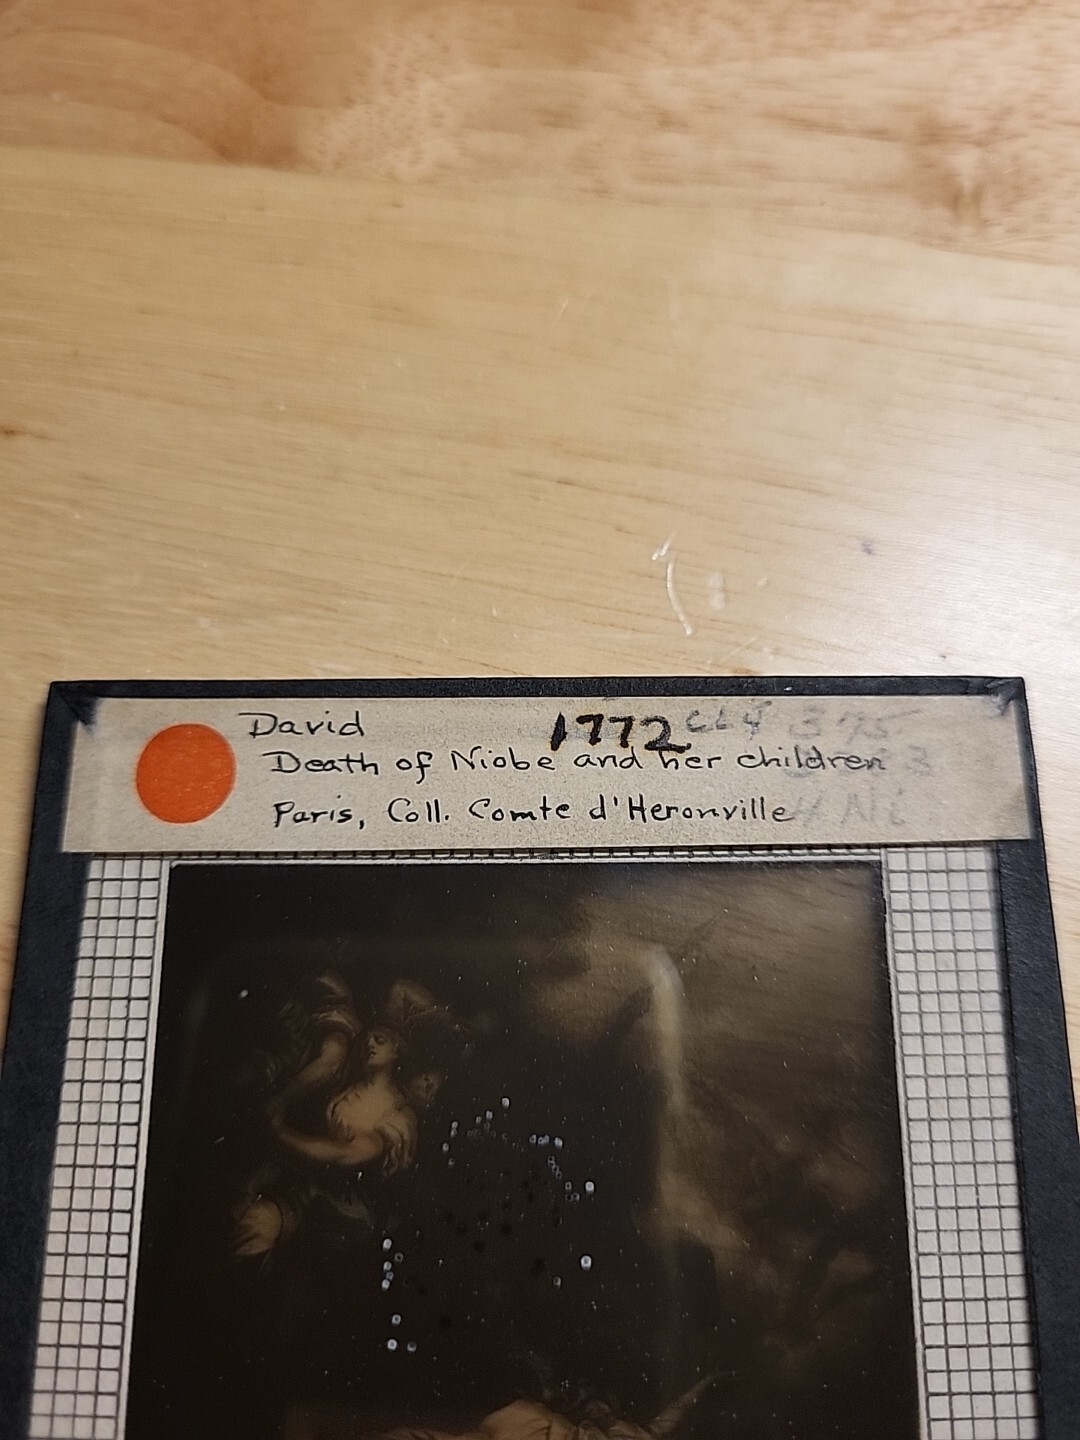 David 1772
Death of Niobe and her children
Paris, Coll. Comte d'Heronville